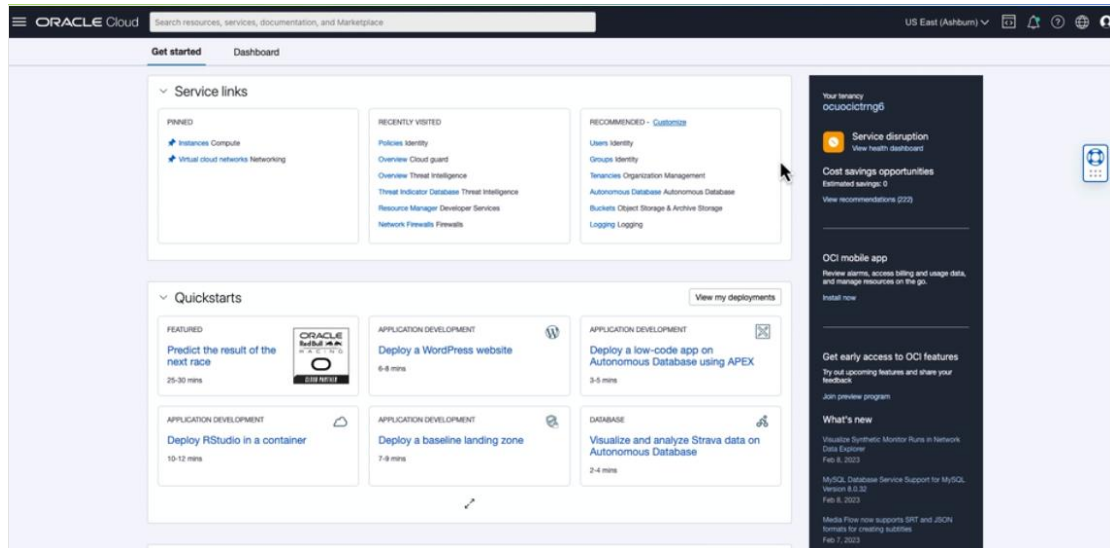 ORACLE Cloud
Search resources, services, documentation, and Marketplace
US East (Ashburn)
Get started
Dashboard
Service links
PINNED
Instances Compute
Virtual cloud networks Networking
RECENTLY VISITED
Policies Identity
Overview Cloud guard
Overview Threat Intelligence
Threat Indicator Database Threat Intelligence
Resource Manager Developer Services
Network Firewalls Firewalls
RECOMMENDED - Customize
Users Identity
Groups Identity
Tenancies Organization Management
Autonomous Database Autonomous Database
Buckets Object Storage & Archive Storage
Logging Logging
Quickstarts
View my deployments
FEATURED
Predict the result of the
next race
25-30 mins
ORACLE
Red Bull
RACING
CLOUD PARTNER
APPLICATION DEVELOPMENT
Deploy a WordPress website
6-8 mins
APPLICATION DEVELOPMENT
Deploy a low-code app on
Autonomous Database using APEX
3-5 mins
APPLICATION DEVELOPMENT
Deploy RStudio in a container
10-12 mins
APPLICATION DEVELOPMENT
Deploy a baseline landing zone
7-9 mins
DATABASE
Visualize and analyze Strava data on
Autonomous Database
2-4 mins
Your tenancy
ocuocictrng6
Service disruption
View health dashboard
Cost savings opportunities
Estimated savings: 0
View recommendations (222)
OCI mobile app
Review alarms, access billing and usage data,
and manage resources on the go.
Install now
Get early access to OCI features
Try out upcoming features and share your
feedback
Join preview program
What's new
Visualize Synthetic Monitor Runs in Network
Data Explorer
Feb 8, 2023
MySQL Database Service Support for MySQL
Version 8.0.32
Feb 8, 2023
Media Flow now supports SRT and JSON
formats for creating subtitles
Feb 7, 2023